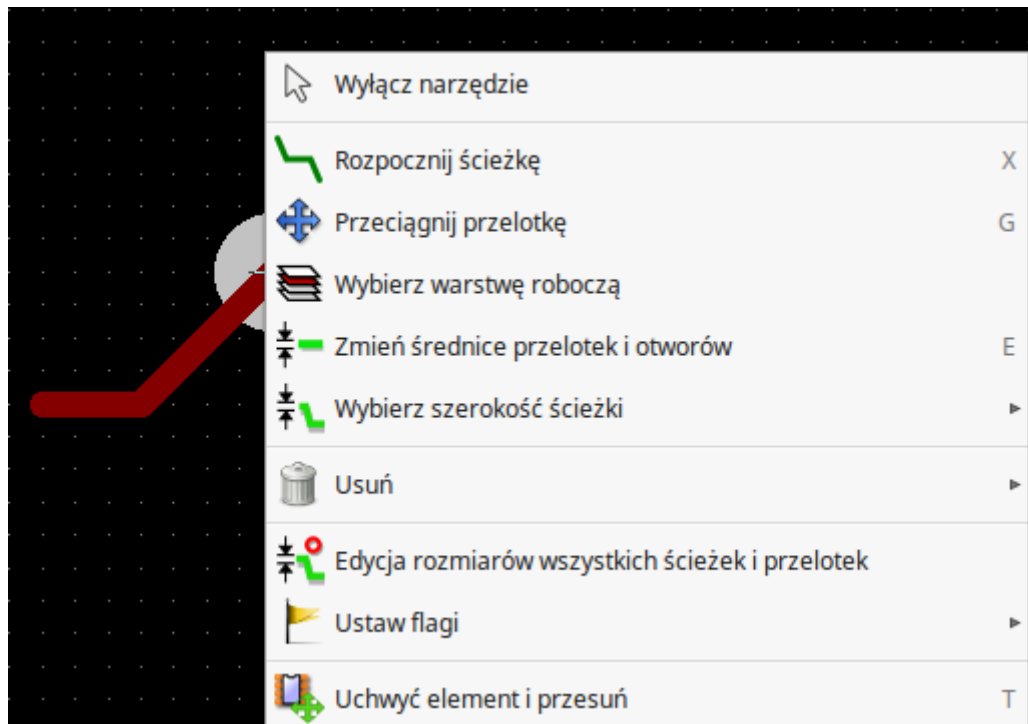 Wyłącz narzędzie
Rozpocznij ścieżkę X
Przeciągnij przelotkę G
Wybierz warstwę roboczą
Zmień średnice przelotek i otworów E
Wybierz szerokość ścieżki
Usuń
Edycja rozmiarów wszystkich ścieżek i przelotek
Ustaw flagi
Uchwyć element i przesuń T